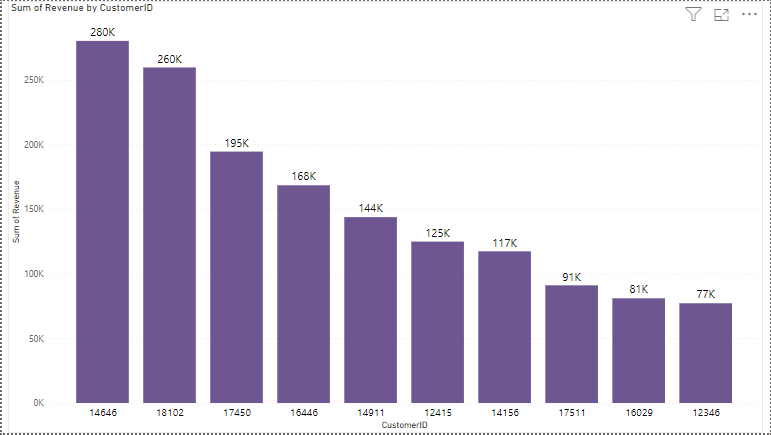 Sum of Revenue by CustomerID
280K
260K
195K
168K
144K
125K
117K
91K
81K
77K
250K
200K
150K
100K
50K
0K
Sum of Revenue
14646 18102 17450 16446 14911 12415 14156 17511 16029 12346
CustomerID